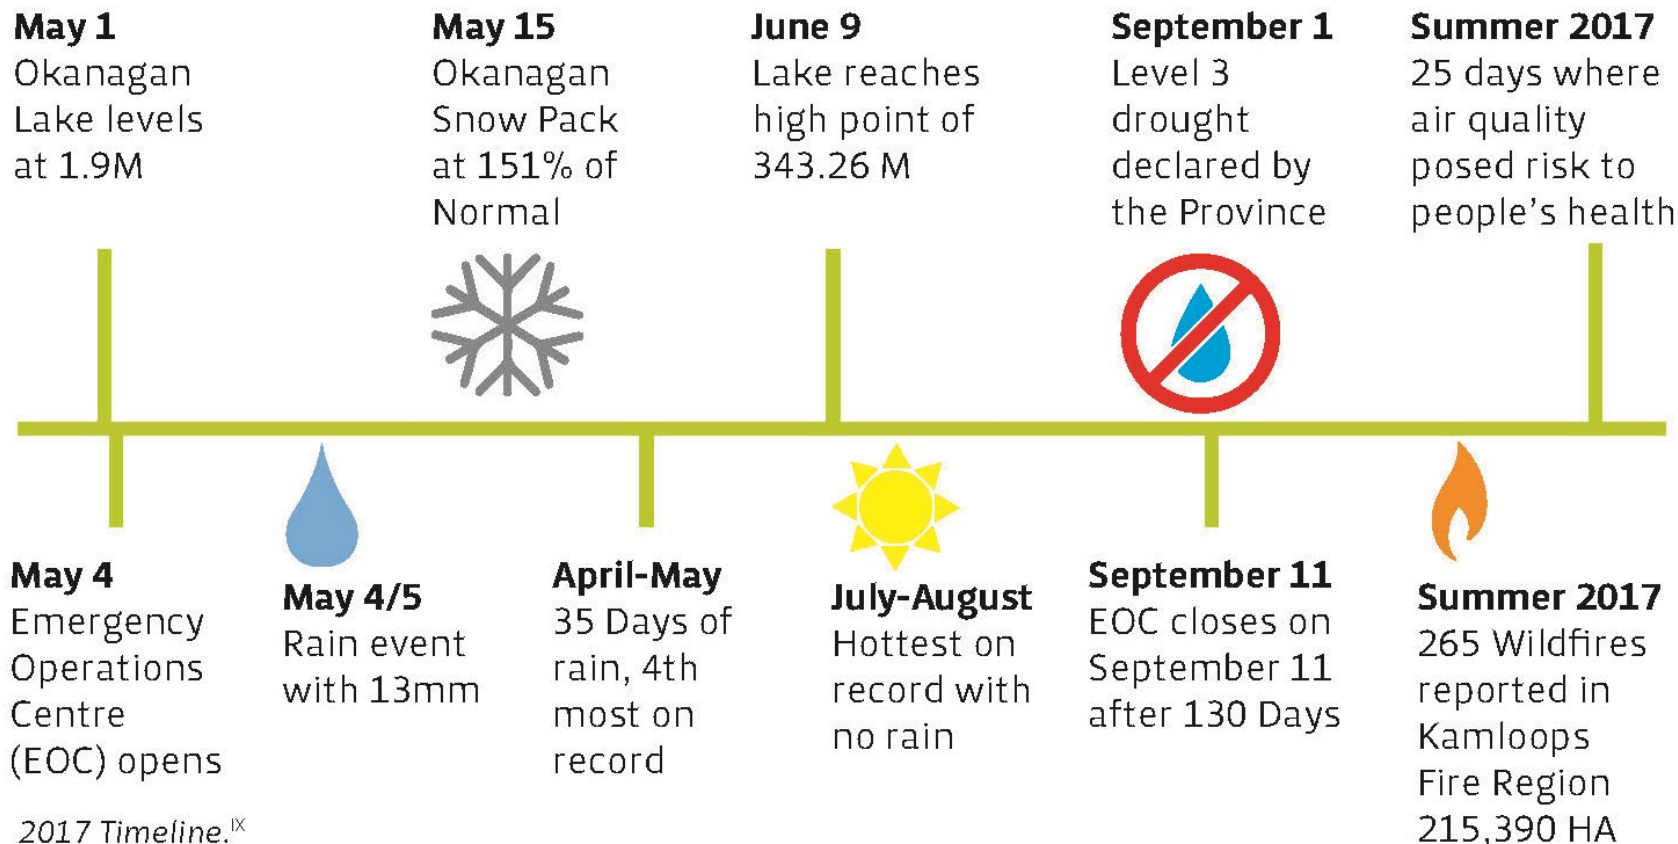 May 1
Okanagan
Lake levels
at 1.9M
May 15
Okanagan
Snow Pack
at 151% of
Normal
June 9
Lake reaches
high point of
343.26 M
September 1
Level 3
drought
declared by
the Province
Summer 2017
25 days where
air quality
posed risk to
people's health
May 4
Emergency
Operations
Centre
(EOC) opens
May 4/5
Rain event
with 13mm
April-May
35 Days of
rain, 4th
most on
record
July-August
Hottest on
record with
no rain
September 11
EOC closes on
September 11
after 130 Days
Summer 2017
265 Wildfires
reported in
Kamloops
Fire Region
215,390 HA
2017 Timeline.IX